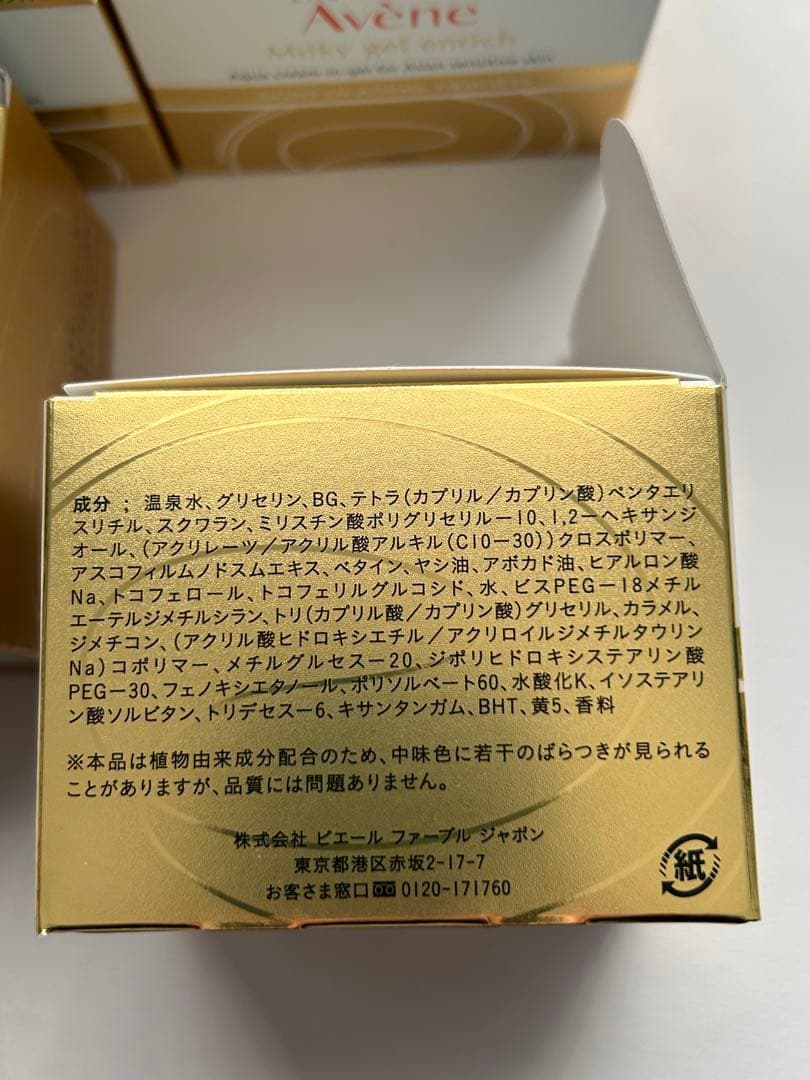 Avène
Milky gel enrich
成分 ; 温泉水、グリセリン、BG、テトラ(カプリル／カプリン酸)ペンタエリ
スリチル、スクワラン、ミリスチン酸ポリグリセリル－10、1,2－ヘキサンジ
オール、(アクリレーツ／アクリル酸アルキル(C10－30))クロスポリマー、
アスコフィルムノドスムエキス、ベタイン、ヤシ油、アボカド油、ヒアルロン酸
Na、トコフェロール、トコフェリルグルコシド、水、ビスPEG－18メチル
エーテルジメチルシラン、トリ(カプリル酸／カプリン酸)グリセリル、カラメル、
ジメチコン、(アクリル酸ヒドロキシエチル／アクリロイルジメチルタウリン
Na)コポリマー、メチルグルセス－20、ジポリヒドロキシステアリン酸
PEG－30、フェノキシエタノール、ポリソルベート60、水酸化K、イソステアリ
ン酸ソルビタン、トリデセス－6、キサンタンガム、BHT、黄5、香料
※本品は植物由来成分配合のため、中味色に若干のばらつきが見られる
ことがありますが、品質には問題ありません。
株式会社 ピエール ファーブル ジャポン
東京都港区赤坂2-17-7
お客さま窓口 0120-171760
紙